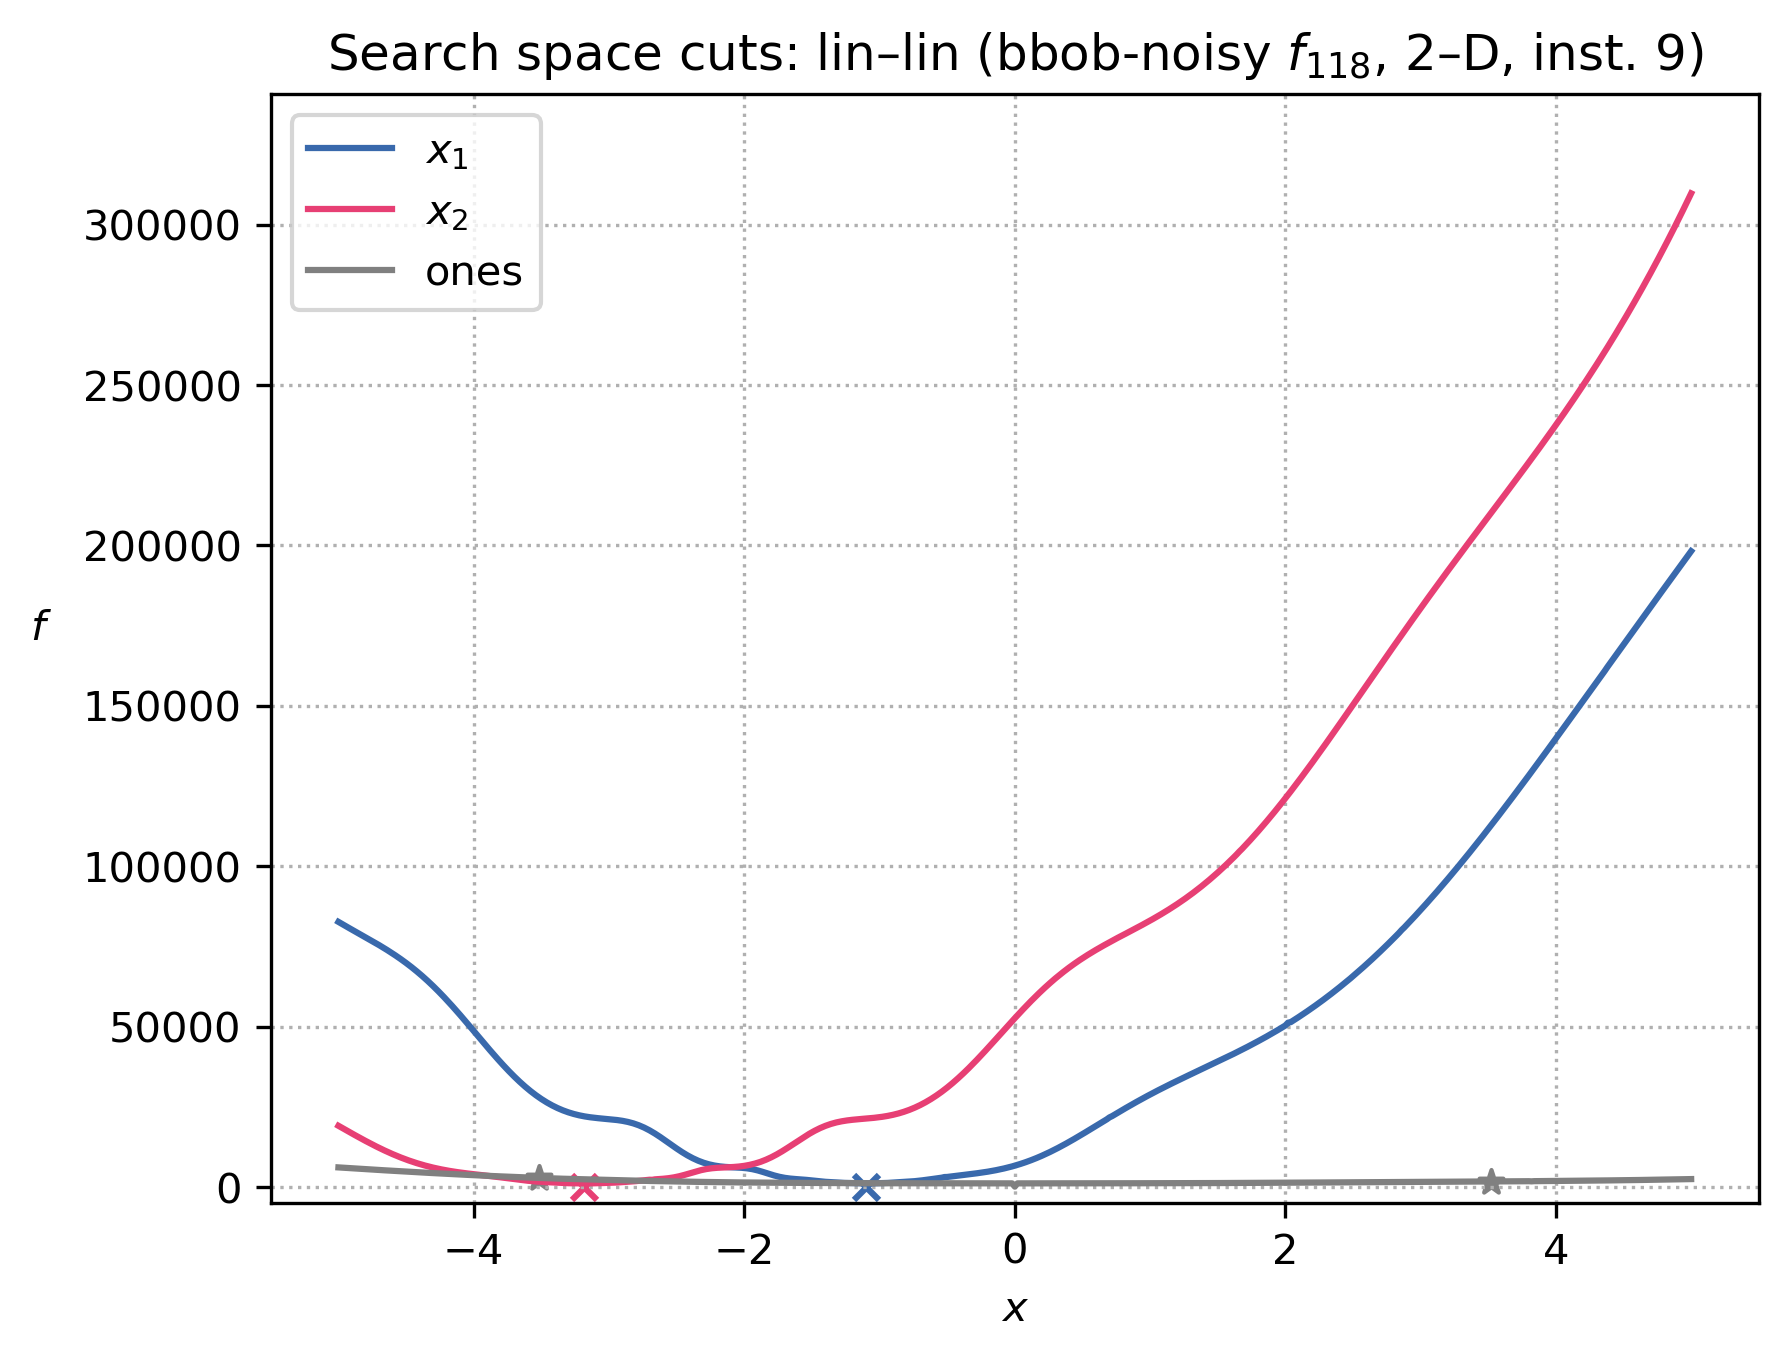 Search space cuts: lin–lin (bbob-noisy f₁₁₈, 2–D, inst. 9)
x₁
x₂
ones
300000
250000
200000
150000
100000
50000
0
f
−4 −2 0 2 4
x